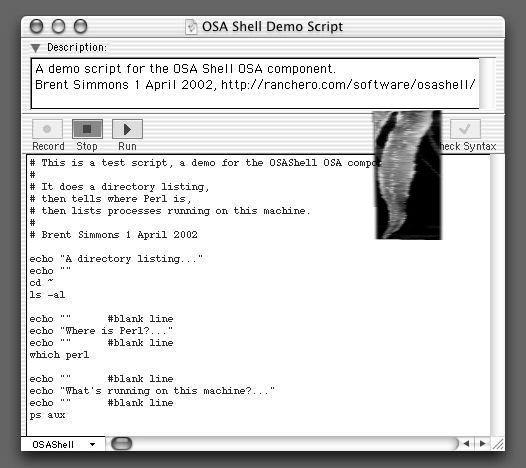 OSA Shell Demo Script
Description:
A demo script for the OSA Shell OSA component.
Brent Simmons 1 April 2002, http://ranchero.com/software/osashell/
Record Stop Run Syntax
# This is a test script, a demo for the OSAShell OSA
#
# It does a directory listing,
# then tells where Perl is,
# then lists processes running on this machine.
#
# Brent Simmons 1 April 2002
echo "A directory listing..."
echo ""
cd ~
ls -al
echo "" #blank line
echo "Where is Perl?..."
echo "" #blank line
which perl
echo "" #blank line
echo "What's running on this machine?..."
echo "" #blank line
ps aux
OSAShell